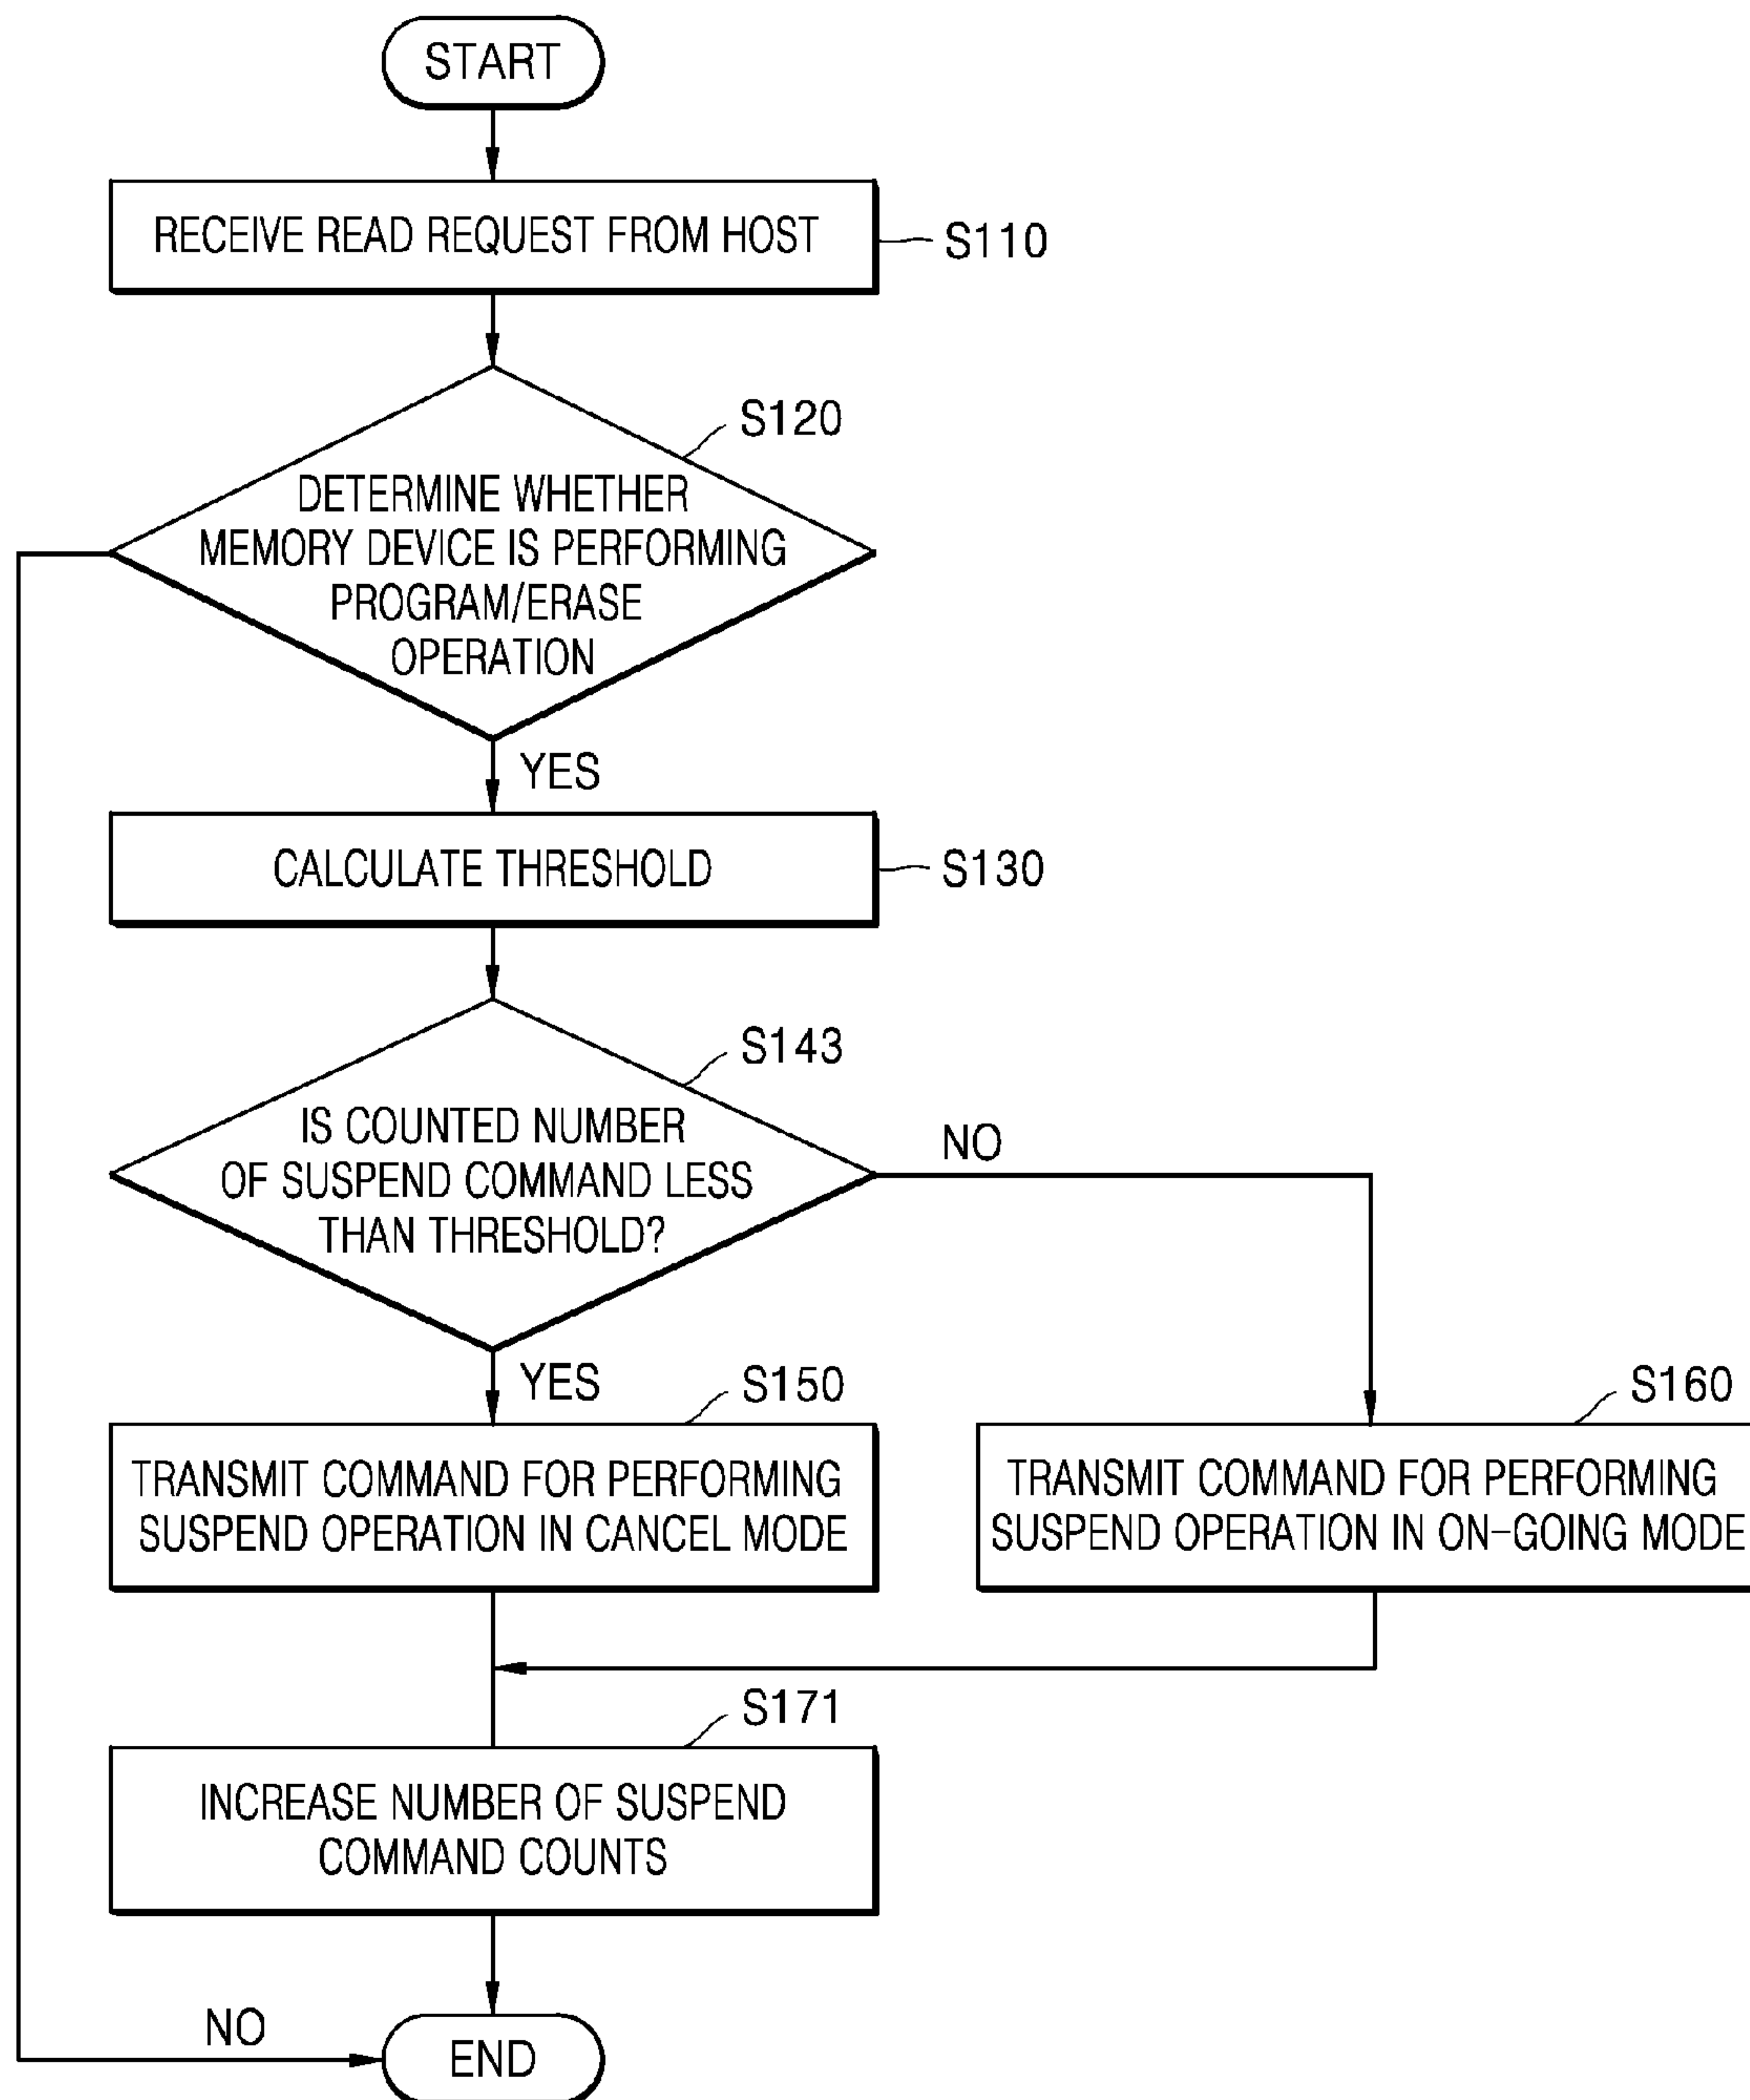 START
RECEIVE READ REQUEST FROM HOST
S110
S120
DETERMINE WHETHER
MEMORY DEVICE IS PERFORMING
PROGRAM/ERASE
OPERATION
YES
CALCULATE THRESHOLD
S130
S143
IS COUNTED NUMBER
OF SUSPEND COMMAND LESS
THAN THRESHOLD?
NO
YES
S150
TRANSMIT COMMAND FOR PERFORMING
SUSPEND OPERATION IN CANCEL MODE
S160
TRANSMIT COMMAND FOR PERFORMING
SUSPEND OPERATION IN ON-GOING MODE
S171
INCREASE NUMBER OF SUSPEND
COMMAND COUNTS
NO
END